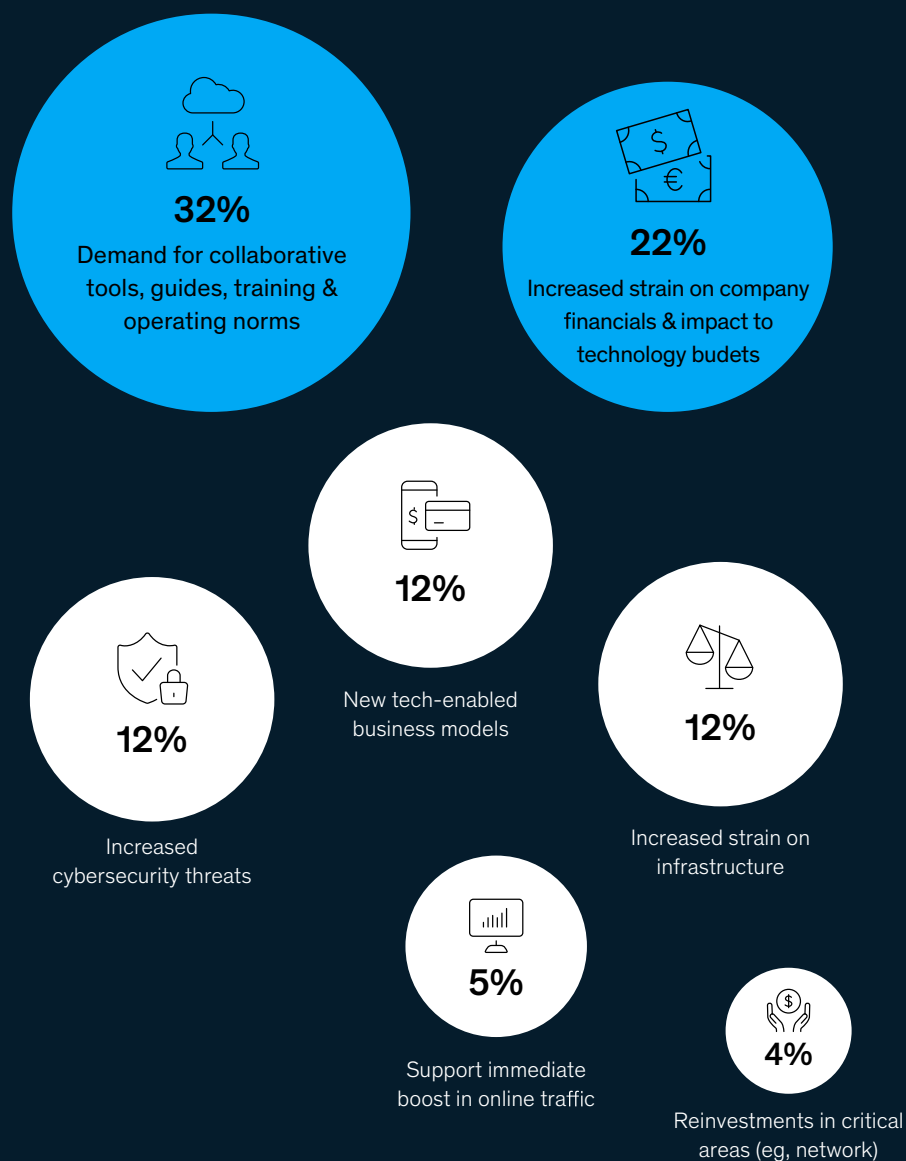 32%
Demand for collaborative
tools, guides, training &
operating norms
$
€
22%
Increased strain on company
financials & impact to
technology budets
$
12%
New tech-enabled
business models
12%
Increased
cybersecurity threats
12%
Increased strain on
infrastructure
5%
Support immediate
boost in online traffic
$
4%
Reinvestments in critical
areas (eg, network)